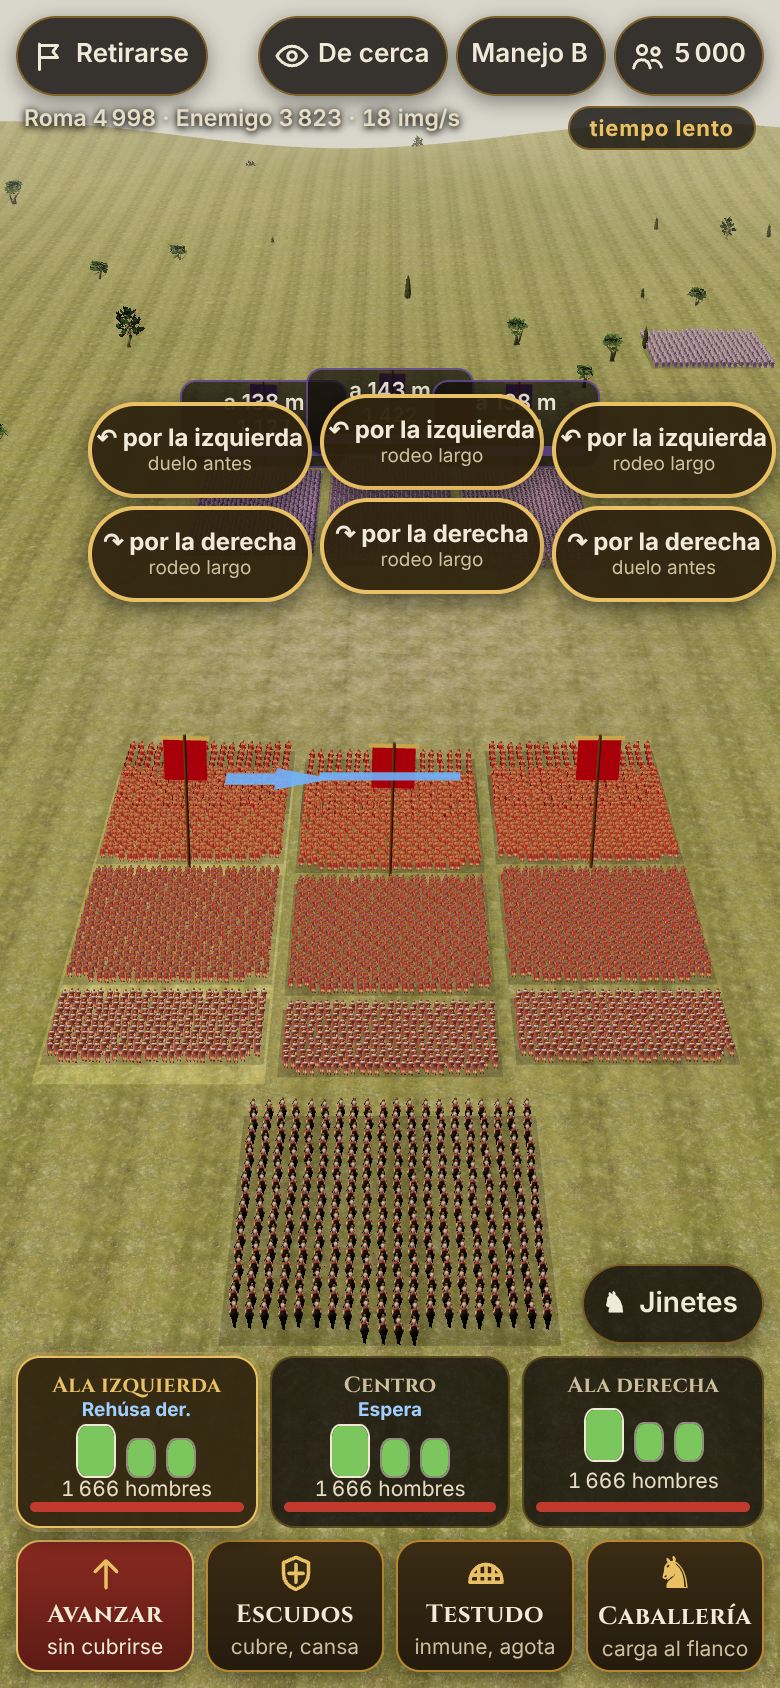 Retirarse
De cerca
Manejo B
5 000
Roma 4 998 · Enemigo 3 823 · 18 img/s
tiempo lento
a 138 m
a 143 m
↶ por la izquierda
duelo antes
↶ por la izquierda
rodeo largo
↶ por la izquierda
rodeo largo
↷ por la derecha
rodeo largo
↷ por la derecha
rodeo largo
↷ por la derecha
duelo antes
Jinetes
ALA IZQUIERDA
Rehúsa der.
1 666 hombres
CENTRO
Espera
1 666 hombres
ALA DERECHA
1 666 hombres
AVANZAR
sin cubrirse
ESCUDOS
cubre, cansa
TESTUDO
inmune, agota
CABALLERÍA
carga al flanco